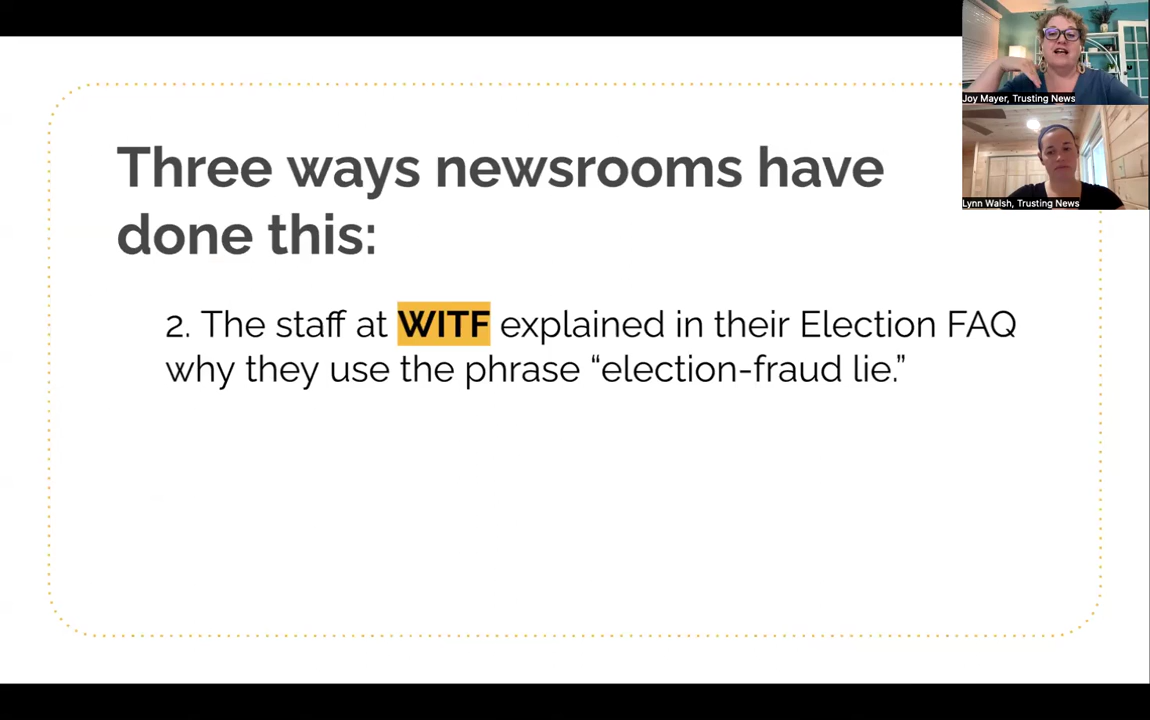 Joy Mayer, Trusting News
Lynn Walsh, Trusting News
Three ways newsrooms have
done this:
2. The staff at WITF explained in their Election FAQ
why they use the phrase “election-fraud lie.”